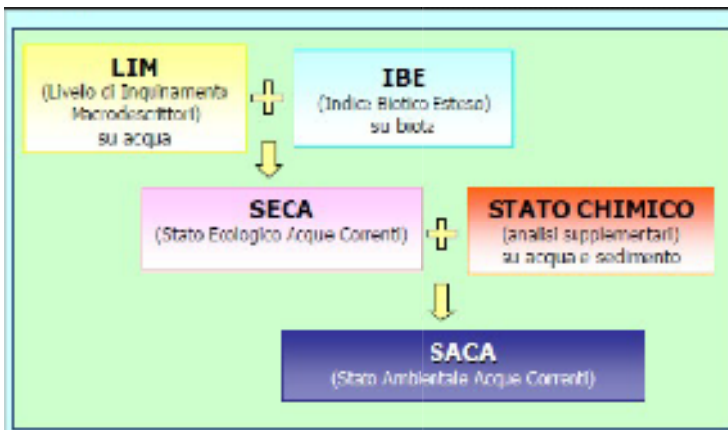 LIM
(Livello di Inquinamento
Macrodescrittori)
su acqua
IBE
(Indice Biotico Esteso)
su biota
SECA
(Stato Ecologico Acque Correnti)
STATO CHIMICO
(analisi supplementari)
su acqua e sedimento
SACA
(Stato Ambientale Acque Correnti)